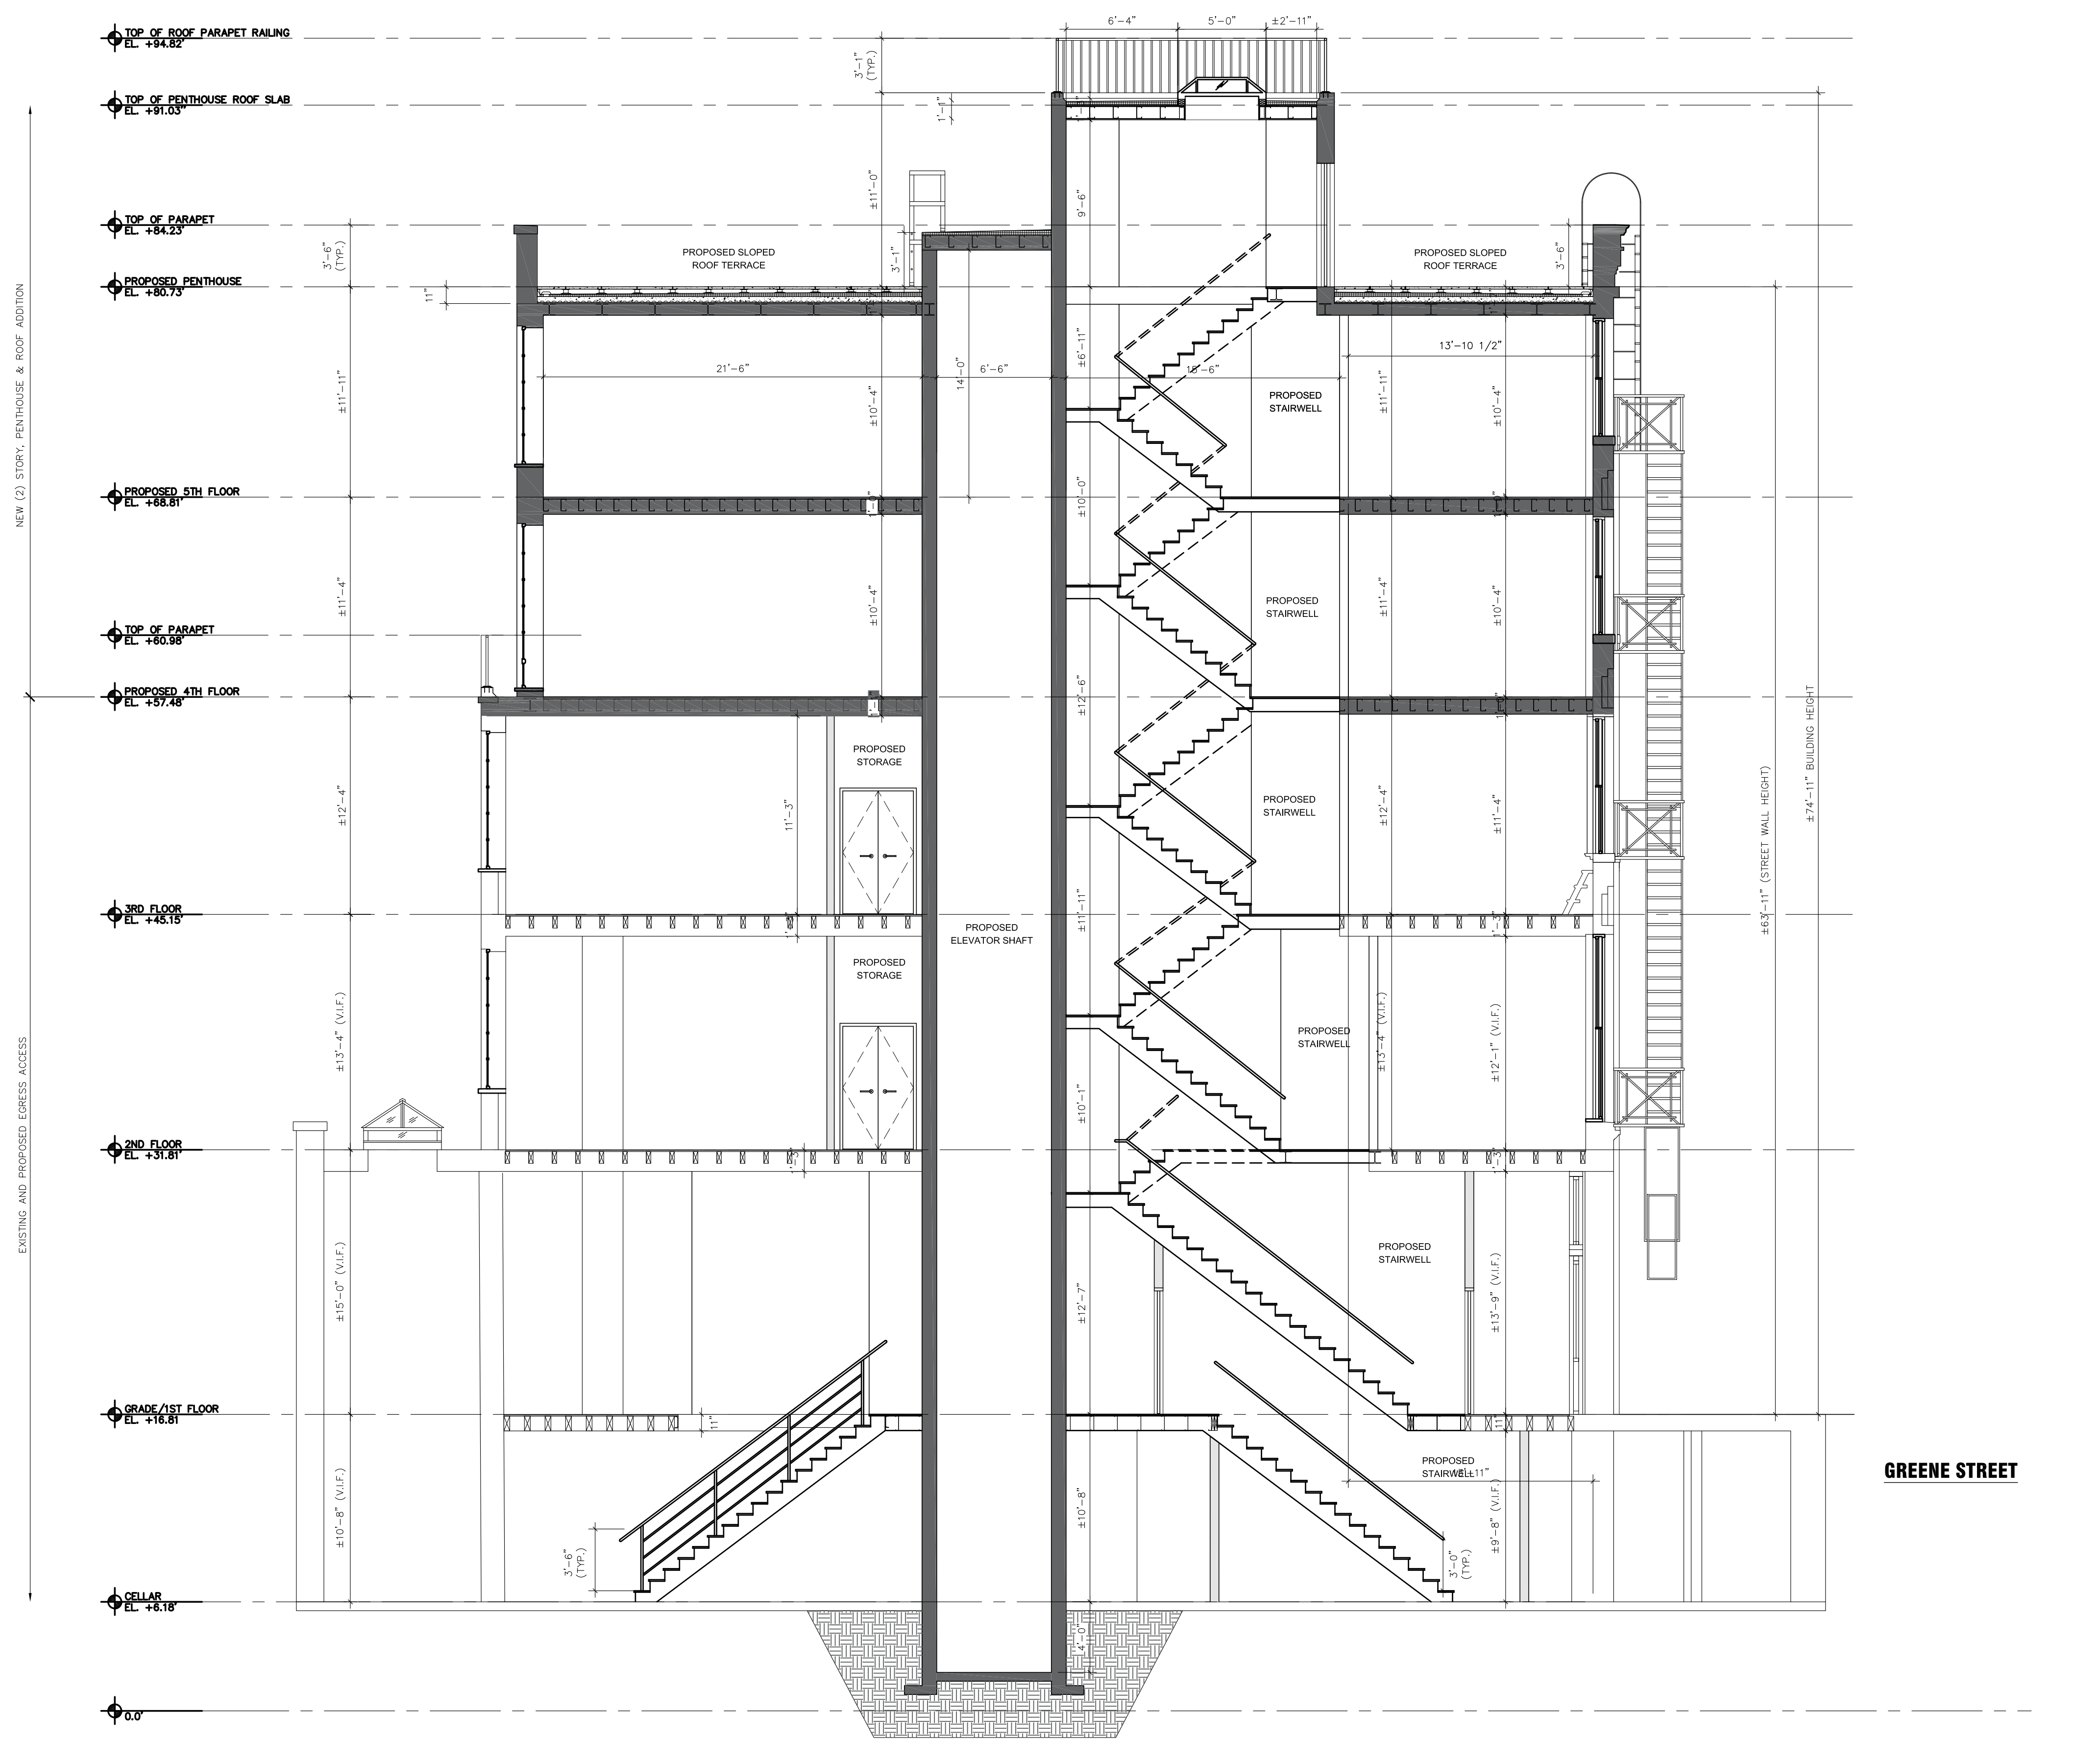 6'-4" 5'-0" ±2'-11"
TOP OF ROOF PARAPET RAILING
EL. +94.82'
3'-1"
(TYP.)
TOP OF PENTHOUSE ROOF SLAB
EL. +91.03"
1'-1"
±11'-0"
9'-6"
TOP OF PARAPET
EL. +84.23'
3'-6"
(TYP.)
PROPOSED SLOPED
ROOF TERRACE
3'-1"
PROPOSED SLOPED
ROOF TERRACE
3'-6"
PROPOSED PENTHOUSE
EL. +80.73'
11"
NEW (2) STORY, PENTHOUSE & ROOF ADDITION
±11'-11"
21'-6"
±10'-4"
14'-0"
6'-6"
±6'-11"
PROPOSED
STAIRWELL
13'-10 1/2"
±11'-11"
±10'-4"
PROPOSED 5TH FLOOR
EL. +68.81'
1'-0"
±10'-0"
±11'-4"
±10'-4"
PROPOSED
STAIRWELL
±11'-4"
±10'-4"
TOP OF PARAPET
EL. +60.98'
PROPOSED 4TH FLOOR
EL. +57.48'
±12'-6"
±12'-4"
11'-3"
PROPOSED
STORAGE
PROPOSED
STAIRWELL
±12'-4"
±11'-4"
±63'-11" (STREET WALL HEIGHT)
±74'-11" BUILDING HEIGHT
3RD FLOOR
EL. +45.15'
±11'-11"
1'-3"
PROPOSED
ELEVATOR SHAFT
PROPOSED
STORAGE
±13'-4" (V.I.F.)
PROPOSED
STAIRWELL
±13'-4" (V.I.F.)
±12'-1" (V.I.F.)
±10'-1"
EXISTING AND PROPOSED EGRESS ACCESS
2ND FLOOR
EL. +31.81'
1'-3"
1'-3"
±15'-0" (V.I.F.)
±12'-7"
PROPOSED
STAIRWELL
±13'-9" (V.I.F.)
GRADE/1ST FLOOR
EL. +16.81
11"
11"
PROPOSED
STAIRWELL
GREENE STREET
±10'-8" (V.I.F.)
3'-6"
(TYP.)
±10'-8"
3'-0"
(TYP.)
±9'-8" (V.I.F.)
CELLAR
EL. +6.18'
4'-0"
0.0'